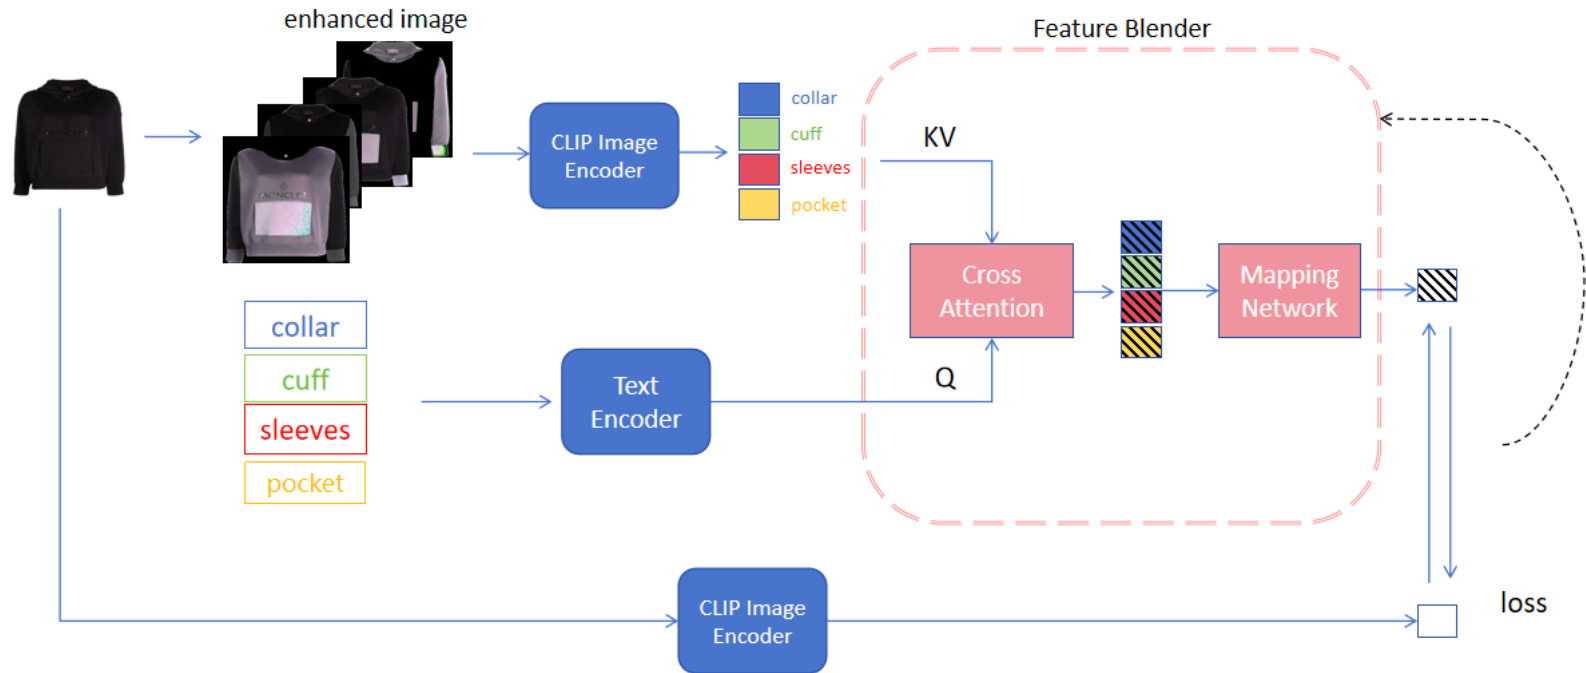 enhanced image
Feature Blender
CLIP Image
Encoder
collar
cuff
sleeves
pocket
KV
Cross
Attention
Mapping
Network
collar
cuff
sleeves
pocket
Text
Encoder
Q
CLIP Image
Encoder
loss